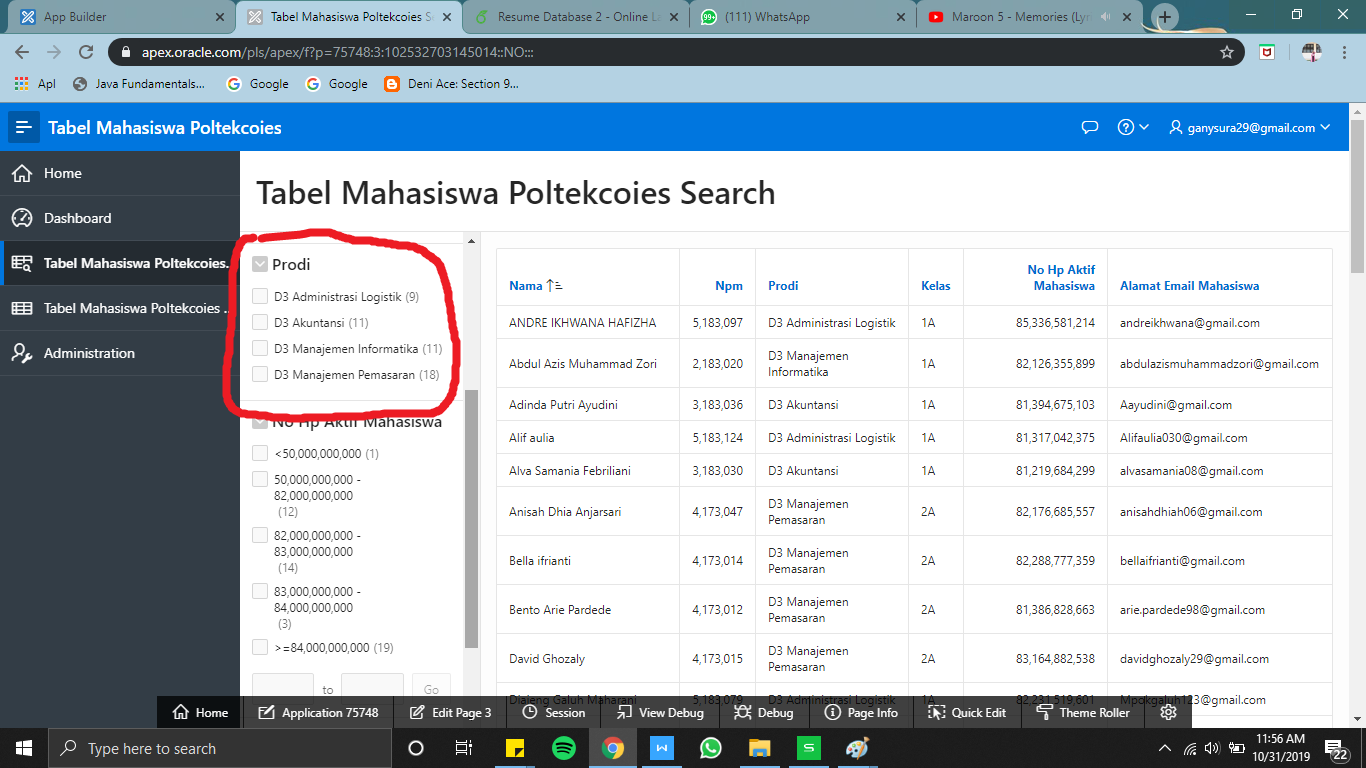 App Builder
Tabel Mahasiswa Poltekcoies S
Resume Database 2 - Online La
(111) WhatsApp
Maroon 5 - Memories (Lyr
apex.oracle.com/pls/apex/f?p=75748:3:102532703145014::NO:::
Apl
Java Fundamentals...
Google
Google
Deni Ace: Section 9...
Tabel Mahasiswa Poltekcoies
ganysura29@gmail.com
Home
Dashboard
Tabel Mahasiswa Poltekcoies.
Tabel Mahasiswa Poltekcoies ..
Administration
Tabel Mahasiswa Poltekcoies Search
Prodi
D3 Administrasi Logistik (9)
D3 Akuntansi (11)
D3 Manajemen Informatika (11)
D3 Manajemen Pemasaran (18)
No Hp Aktif Mahasiswa
<50,000,000,000 (1)
50,000,000,000 -
82,000,000,000
(12)
82,000,000,000 -
83,000,000,000
(14)
83,000,000,000 -
84,000,000,000
(3)
>=84,000,000,000 (19)
to
Go
Nama Npm Prodi Kelas No Hp Aktif Mahasiswa Alamat Email Mahasiswa
ANDRE IKHWANA HAFIZHA 5,183,097 D3 Administrasi Logistik 1A 85,336,581,214 andreikhwana@gmail.com
Abdul Azis Muhammad Zori 2,183,020 D3 Manajemen Informatika 1A 82,126,355,899 abdulazismuhammadzori@gmail.com
Adinda Putri Ayudini 3,183,036 D3 Akuntansi 1A 81,394,675,103 Aayudini@gmail.com
Alif aulia 5,183,124 D3 Administrasi Logistik 1A 81,317,042,375 Alifaulia030@gmail.com
Alva Samania Febriliani 3,183,030 D3 Akuntansi 1A 81,219,684,299 alvasamania08@gmail.com
Anisah Dhia Anjarsari 4,173,047 D3 Manajemen Pemasaran 2A 82,176,685,557 anisahdhiah06@gmail.com
Bella ifrianti 4,173,014 D3 Manajemen Pemasaran 2A 82,288,777,359 bellaifrianti@gmail.com
Bento Arie Pardede 4,173,012 D3 Manajemen Pemasaran 2A 81,386,828,663 arie.pardede98@gmail.com
David Ghozaly 4,173,015 D3 Manajemen Pemasaran 2A 83,164,882,538 davidghozaly29@gmail.com
Diajeng Galuh Maharani 5,183,079 D3 Administrasi Logistik 1A 82,231,519,601 Mpokgaluh123@gmail.com
Home
Application 75748
Edit Page 3
Session
View Debug
Debug
Page Info
Quick Edit
Theme Roller
Type here to search
11:56 AM
10/31/2019
22